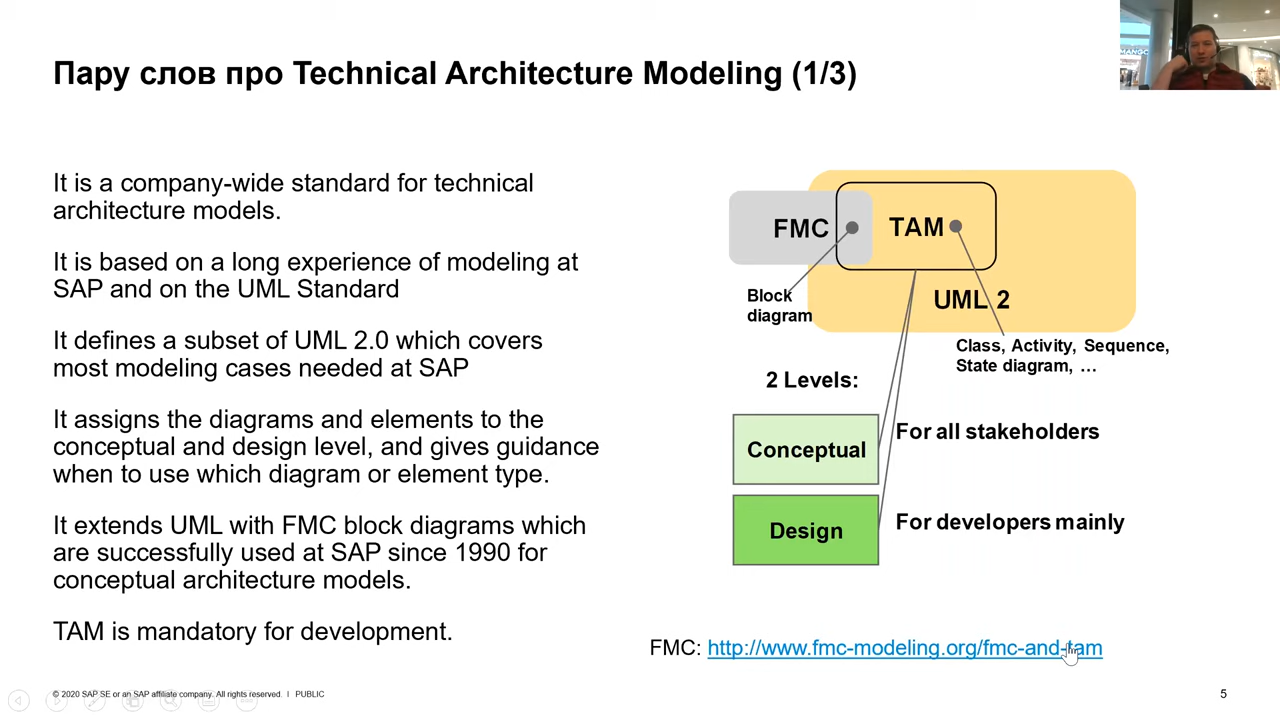 Пару слов про Technical Architecture Modeling (1/3)
MANGO
It is a company-wide standard for technical
architecture models.
It is based on a long experience of modeling at
SAP and on the UML Standard
It defines a subset of UML 2.0 which covers
most modeling cases needed at SAP
It assigns the diagrams and elements to the
conceptual and design level, and gives guidance
when to use which diagram or element type.
It extends UML with FMC block diagrams which
are successfully used at SAP since 1990 for
conceptual architecture models.
TAM is mandatory for development.
FMC
TAM
UML 2
Block
diagram
Class, Activity, Sequence,
State diagram, ...
2 Levels:
Conceptual
For all stakeholders
Design
For developers mainly
FMC: http://www.fmc-modeling.org/fmc-and-tam
© 2020 SAP SE or an SAP affiliate company. All rights reserved. | PUBLIC
5